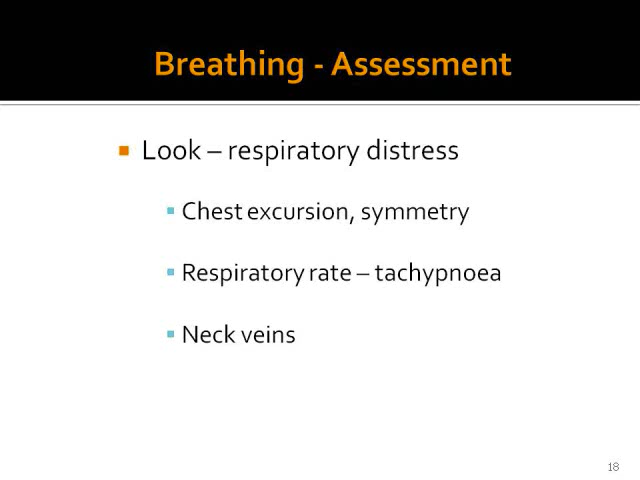 Breathing - Assessment
Look – respiratory distress
Chest excursion, symmetry
Respiratory rate – tachypnoea
Neck veins
18